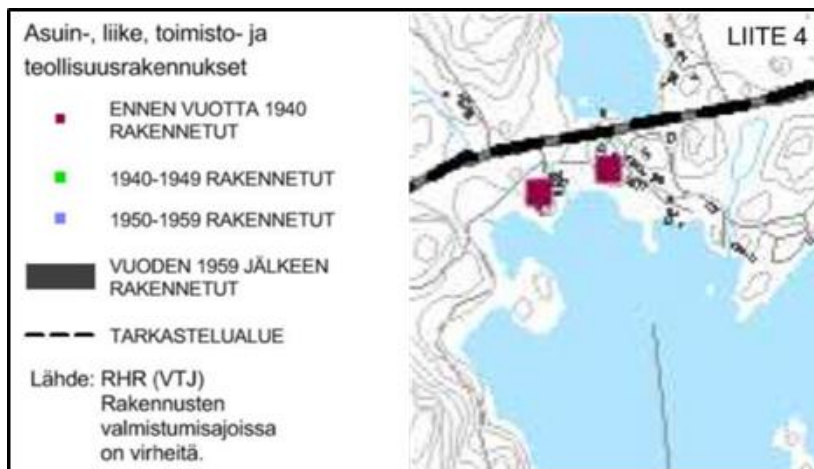 Asuin-, liike, toimisto- ja
teollisuusrakennukset
ENNEN VUOTTA 1940
RAKENNETUT
1940-1949 RAKENNETUT
1950-1959 RAKENNETUT
VUODEN 1959 JÄLKEEN
RAKENNETUT
TARKASTELUALUE
Lähde: RHR (VTJ)
Rakennusten
valmistumisajoissa
on virheitä.
LIITE 4